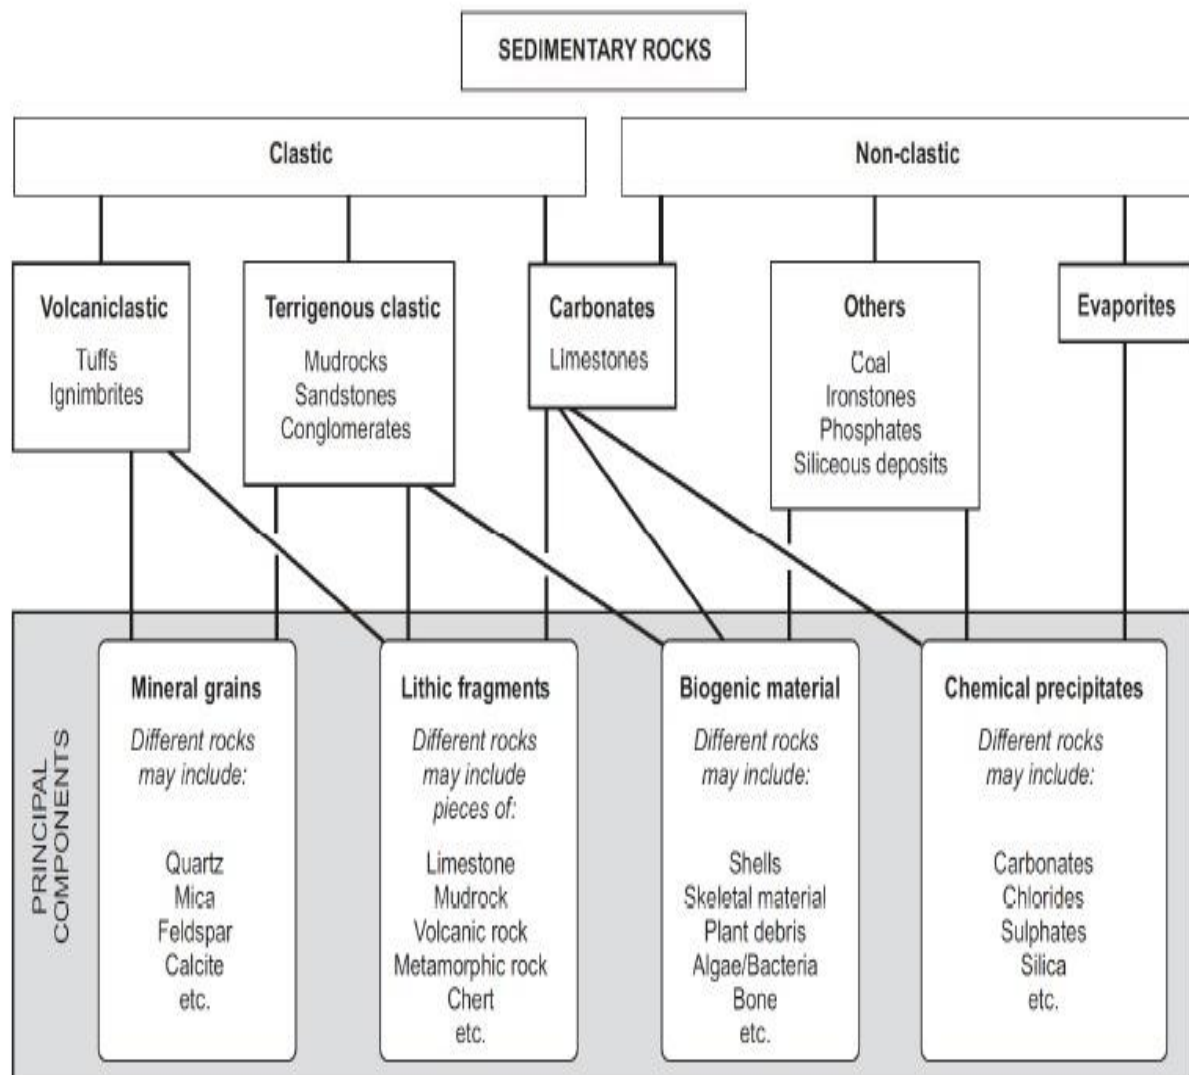 SEDIMENTARY ROCKS
Clastic
Non-clastic
Volcaniclastic
Tuffs
Ignimbrites
Terrigenous clastic
Mudrocks
Sandstones
Conglomerates
Carbonates
Limestones
Others
Coal
Ironstones
Phosphates
Siliceous deposits
Evaporites
PRINCIPAL
COMPONENTS
Mineral grains
Different rocks
may include:
Quartz
Mica
Feldspar
Calcite
etc.
Lithic fragments
Different rocks
may include
pieces of:
Limestone
Mudrock
Volcanic rock
Metamorphic rock
Chert
etc.
Biogenic material
Different rocks
may include:
Shells
Skeletal material
Plant debris
Algae/Bacteria
Bone
etc.
Chemical precipitates
Different rocks
may include:
Carbonates
Chlorides
Sulphates
Silica
etc.